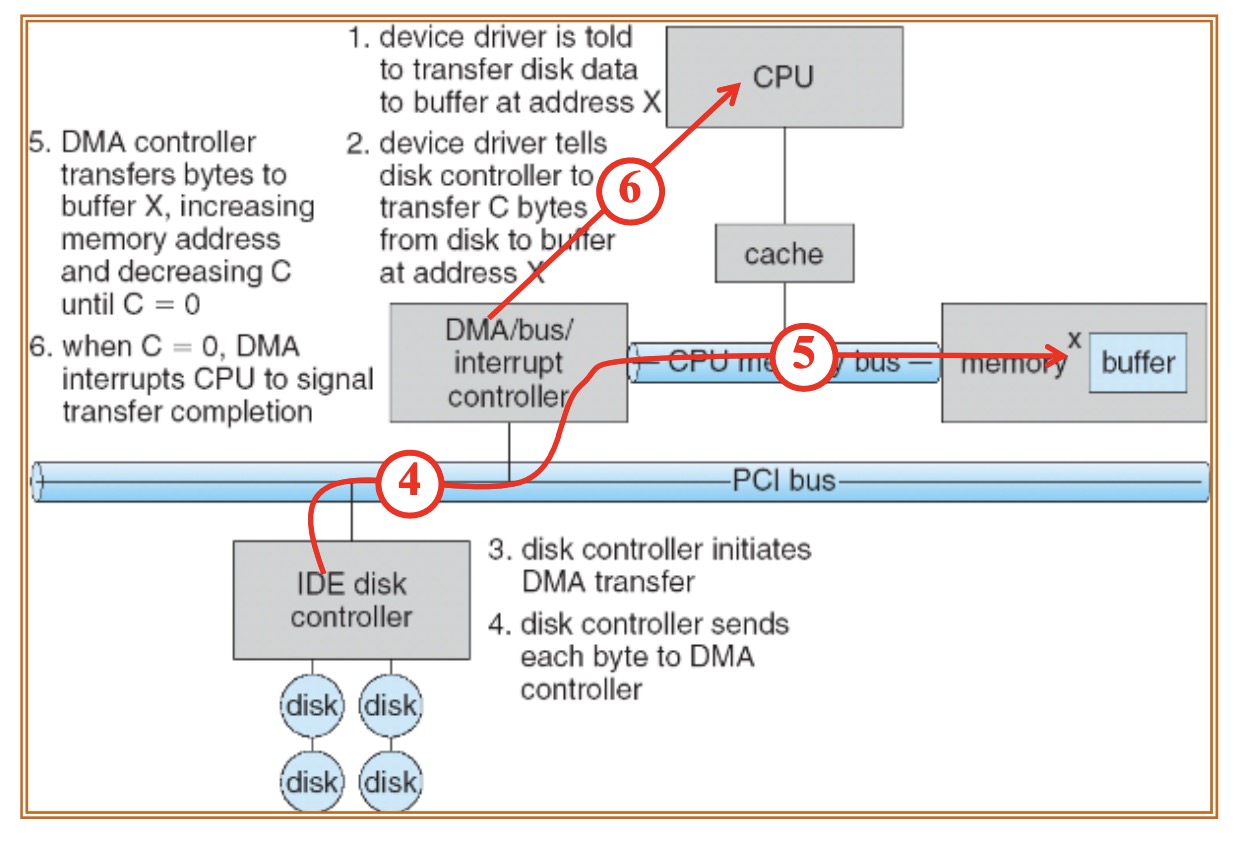 1. device driver is told
to transfer disk data
to buffer at address X
CPU
5. DMA controller
transfers bytes to
buffer X, increasing
memory address
and decreasing C
until C = 0
2. device driver tells
disk controller to
transfer C bytes
from disk to buffer
at address X
6
cache
6. when C = 0, DMA
interrupts CPU to signal
transfer completion
DMA/bus/
interrupt
controller
CPU memory bus
5
memory
x
buffer
4
PCI bus
IDE disk
controller
3. disk controller initiates
DMA transfer
4. disk controller sends
each byte to DMA
controller
disk
disk
disk
disk